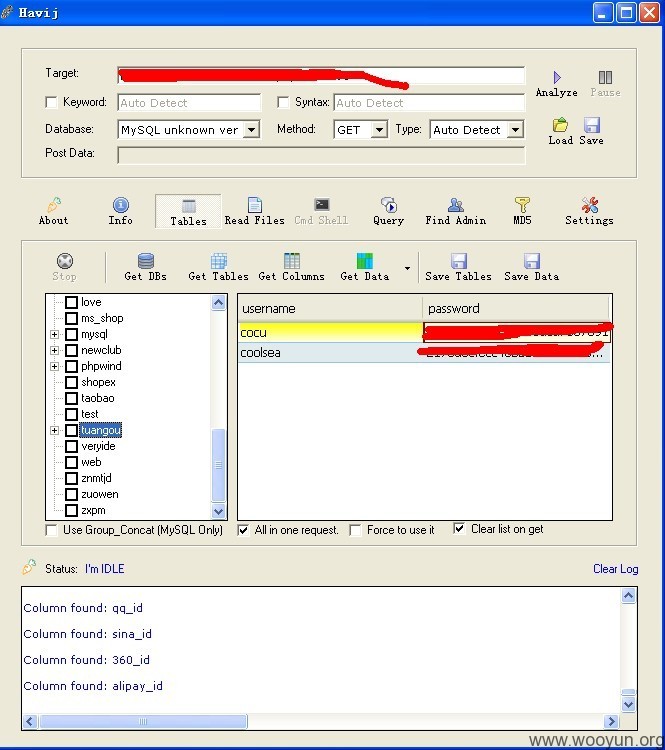 Havij
Target:
Keyword: Auto Detect Syntax: Auto Detect
Analyze Pause
Database: MySQL unknown ver Method: GET Type: Auto Detect
Load Save
Post Data:
About Info Tables Read Files Cmd Shell Query Find Admin MD5 Settings
Stop Get DBs Get Tables Get Columns Get Data Save Tables Save Data
love
ms_shop
mysql
newclub
phpwind
shopex
taobao
test
tuangou
veryide
web
znmtjd
zuowen
zxpm
username password
cocu
coolsea
Use Group_Concat (MySQL Only) All in one request. Force to use it Clear list on get
Status: I'm IDLE Clear Log
Column found: qq_id
Column found: sina_id
Column found: 360_id
Column found: alipay_id
www.wooyun.org